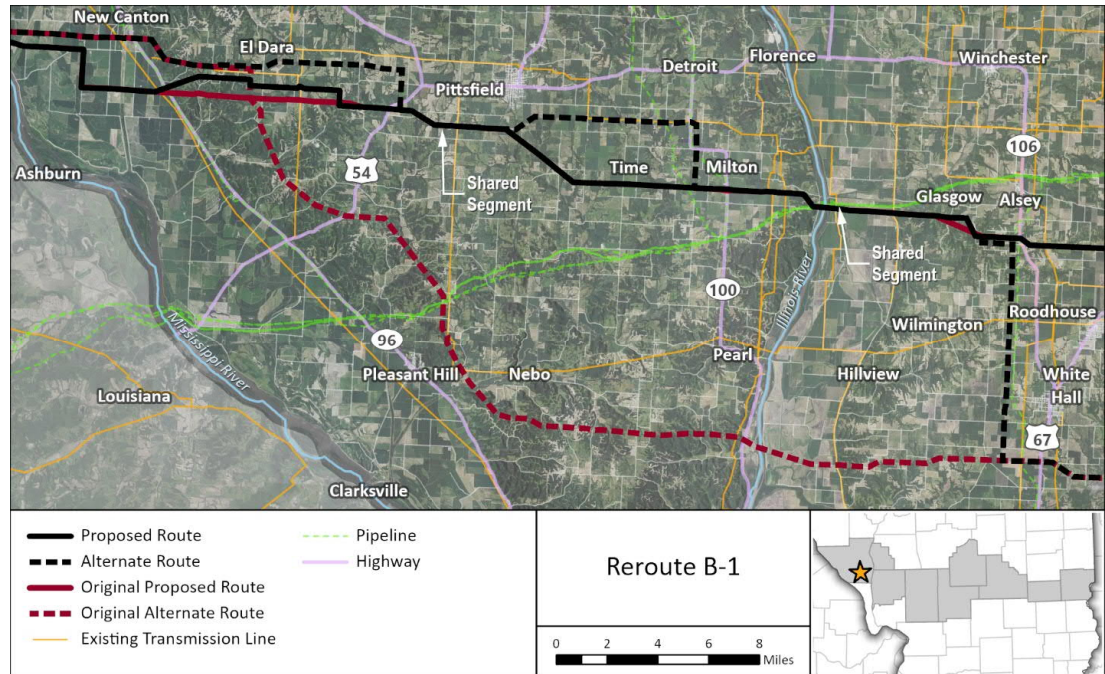 New Canton
El Dara
Florence
Winchester
Detroit
Pittsfield
106
Ashburn
54
Shared
Segment
Time
Milton
Glasgow
Alsey
Shared
Segment
100
Illinois River
Mississippi River
96
Wilmington
Roodhouse
Pearl
Pleasant Hill
Nebo
Hillview
White
Hall
Louisiana
67
Clarksville
Proposed Route
Alternate Route
Original Proposed Route
Original Alternate Route
Existing Transmission Line
Pipeline
Highway
Reroute B-1
0 2 4 6 8
Miles